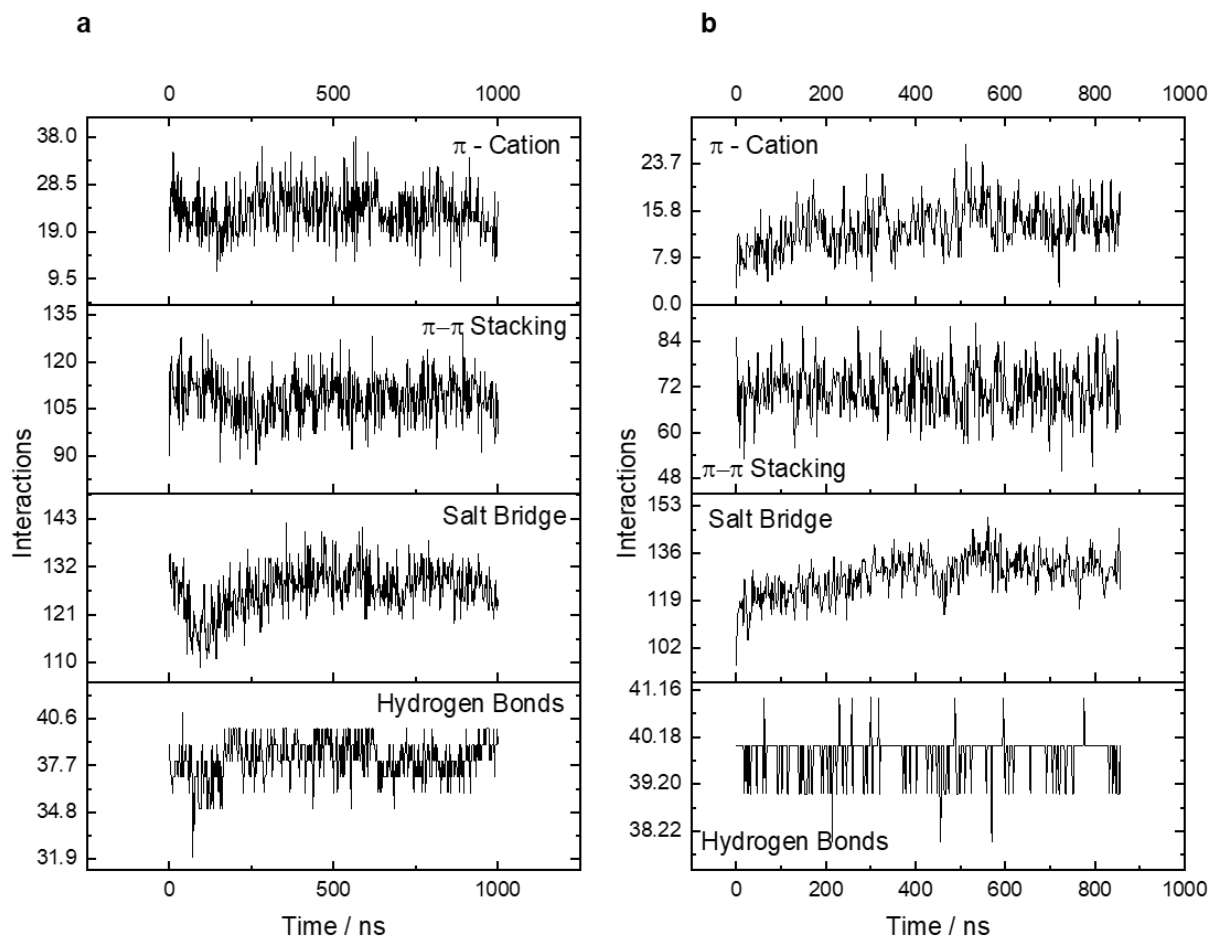 a
0 500 1000
π - Cation
38.0
28.5
19.0
9.5
π–π Stacking
135
120
105
90
Salt Bridge
143
132
121
110
Hydrogen Bonds
40.6
37.7
34.8
31.9
Interactions
0 500 1000
Time / ns
b
0 200 400 600 800 1000
π - Cation
23.7
15.8
7.9
0.0
84
72
60
48
π–π Stacking
Salt Bridge
153
136
119
102
41.16
40.18
39.20
38.22
Hydrogen Bonds
Interactions
0 200 400 600 800 1000
Time / ns